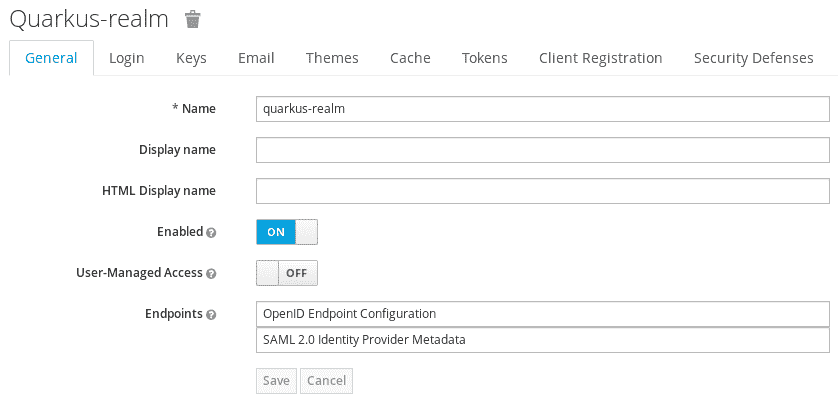 Quarkus-realm
General Login Keys Email Themes Cache Tokens Client Registration Security Defenses
* Name quarkus-realm
Display name
HTML Display name
Enabled ON
User-Managed Access OFF
Endpoints OpenID Endpoint Configuration
SAML 2.0 Identity Provider Metadata
Save Cancel